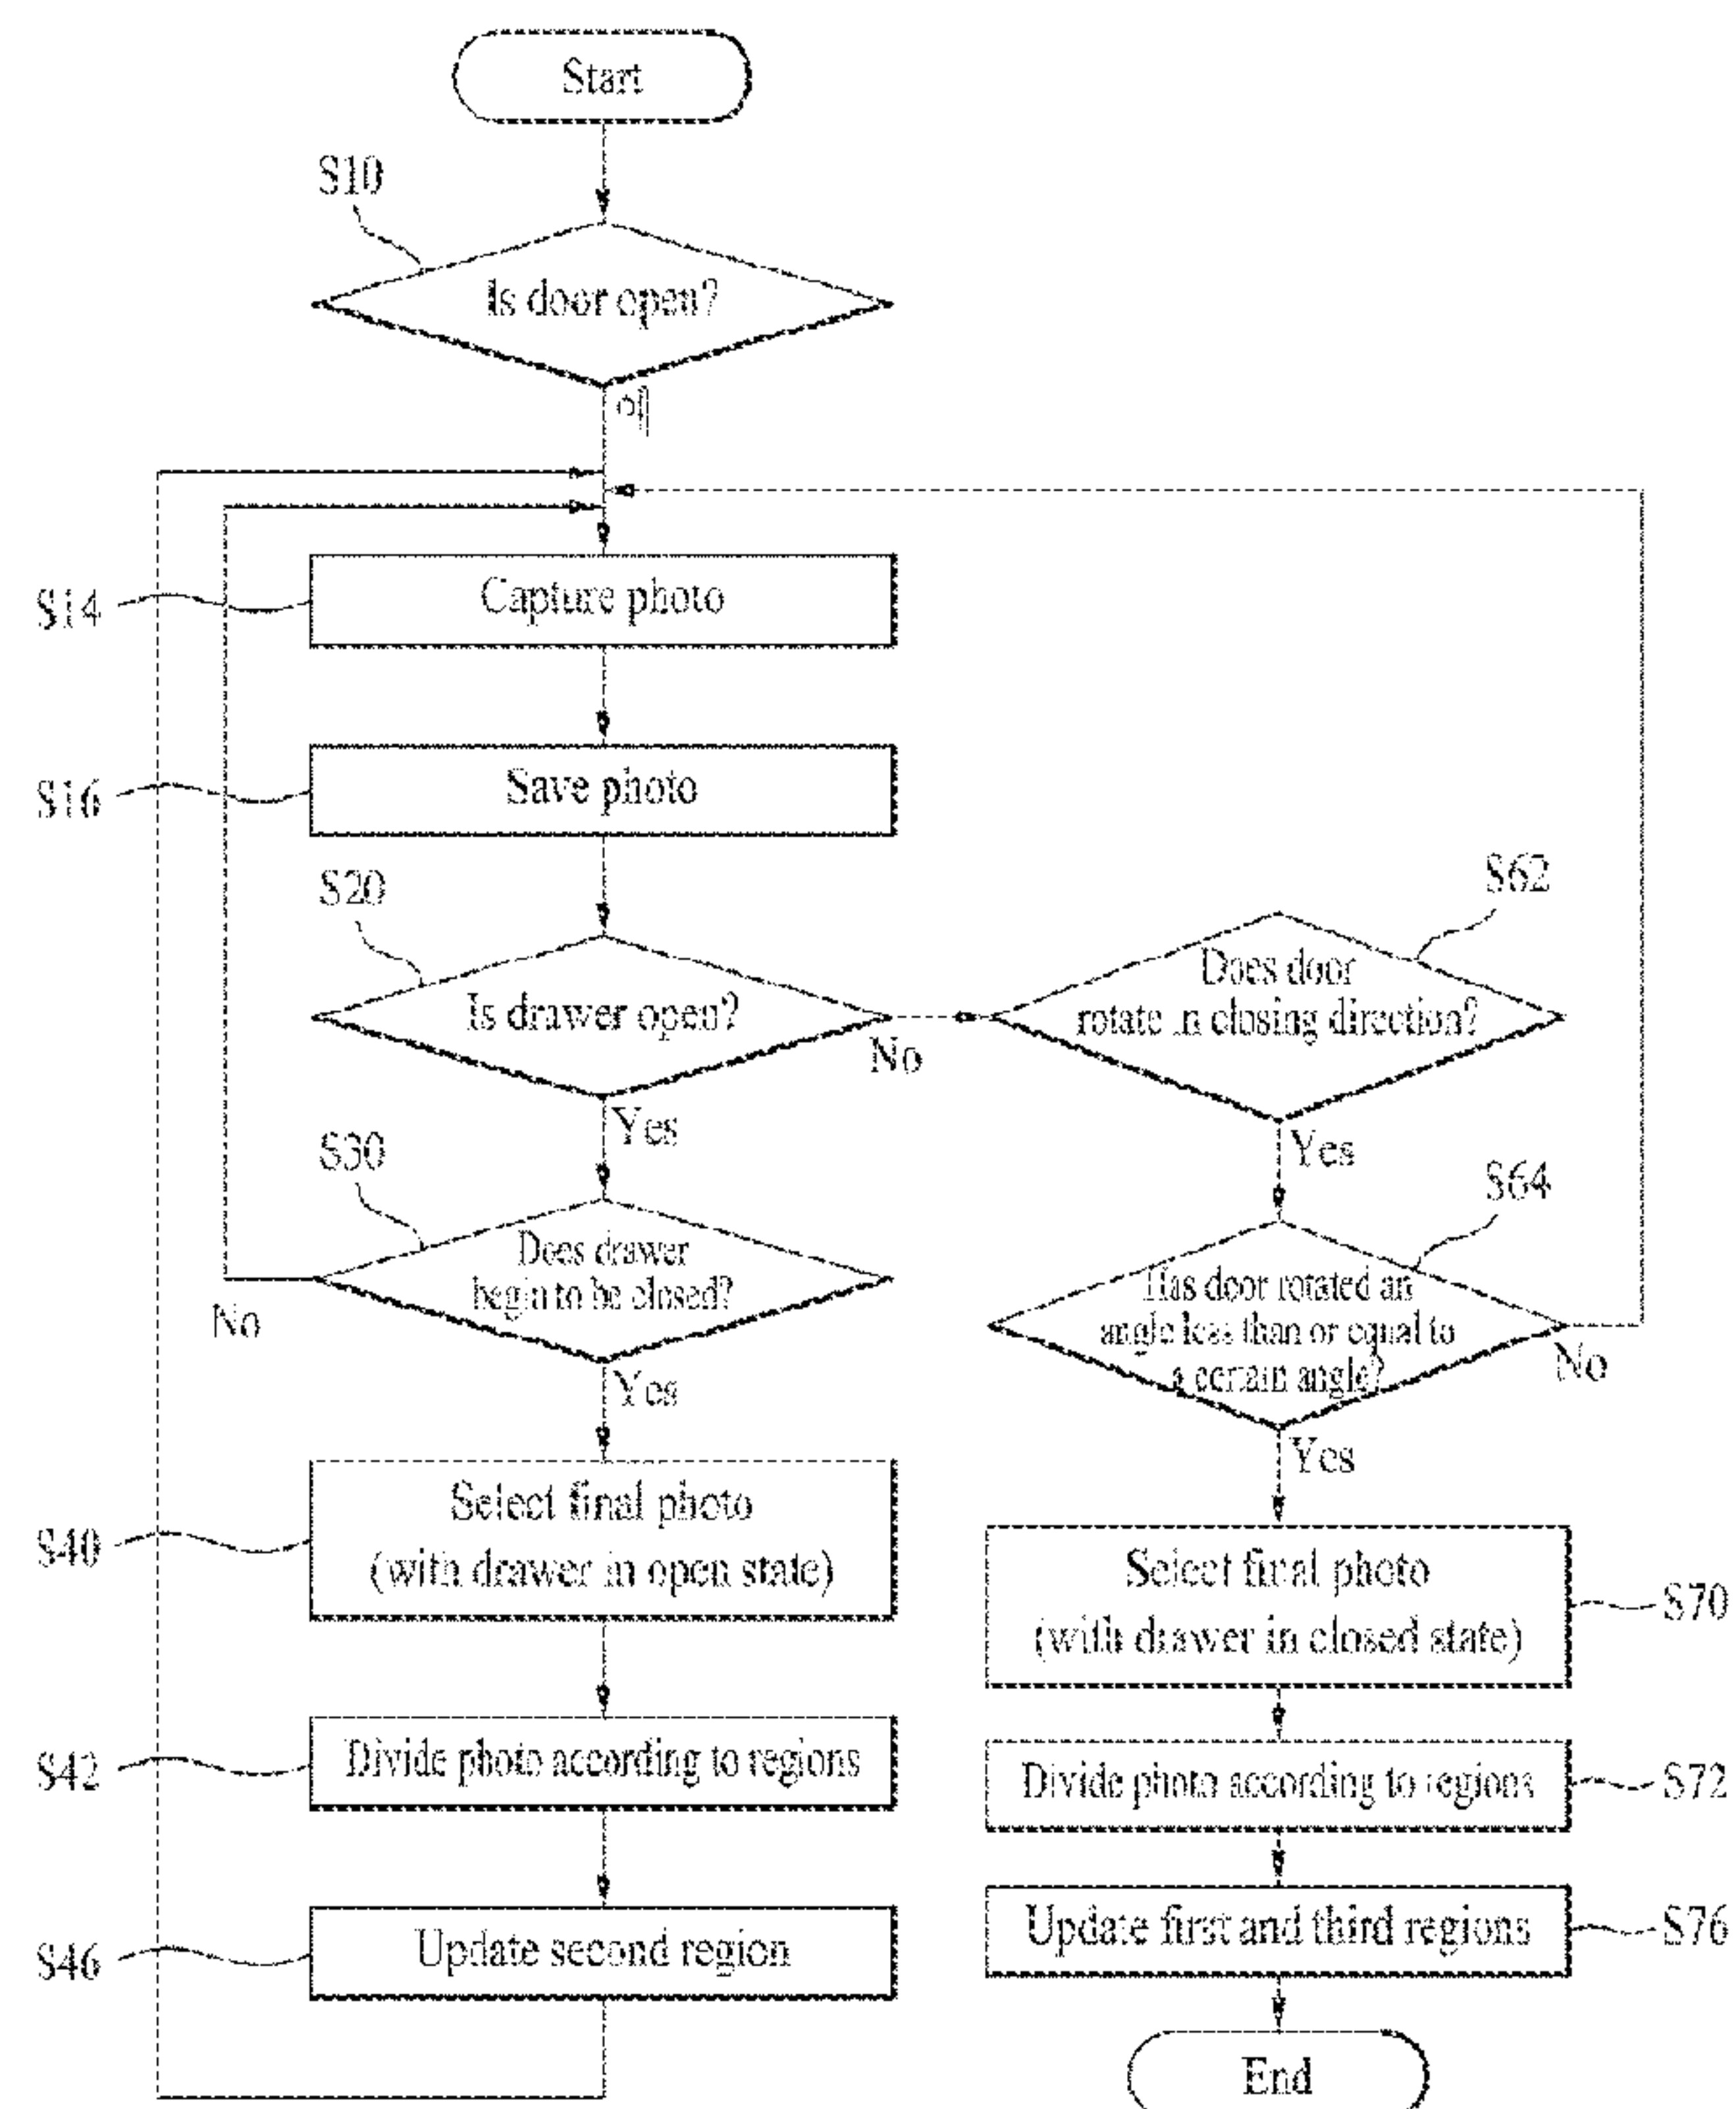 Start
S10
Is door open?
예
S14
Capture photo
S16
Save photo
S20
Is drawer open?
No
S62
Does door
rotate in closing direction?
Yes
Yes
S30
Does drawer
begin to be closed?
No
Yes
S64
Has door rotated an
angle less than or equal to
a certain angle?
No
Yes
S40
Select final photo
(with drawer in open state)
S70
Select final photo
(with drawer in closed state)
S42
Divide photo according to regions
S72
Divide photo according to regions
S46
Update second region
S76
Update first and third regions
End